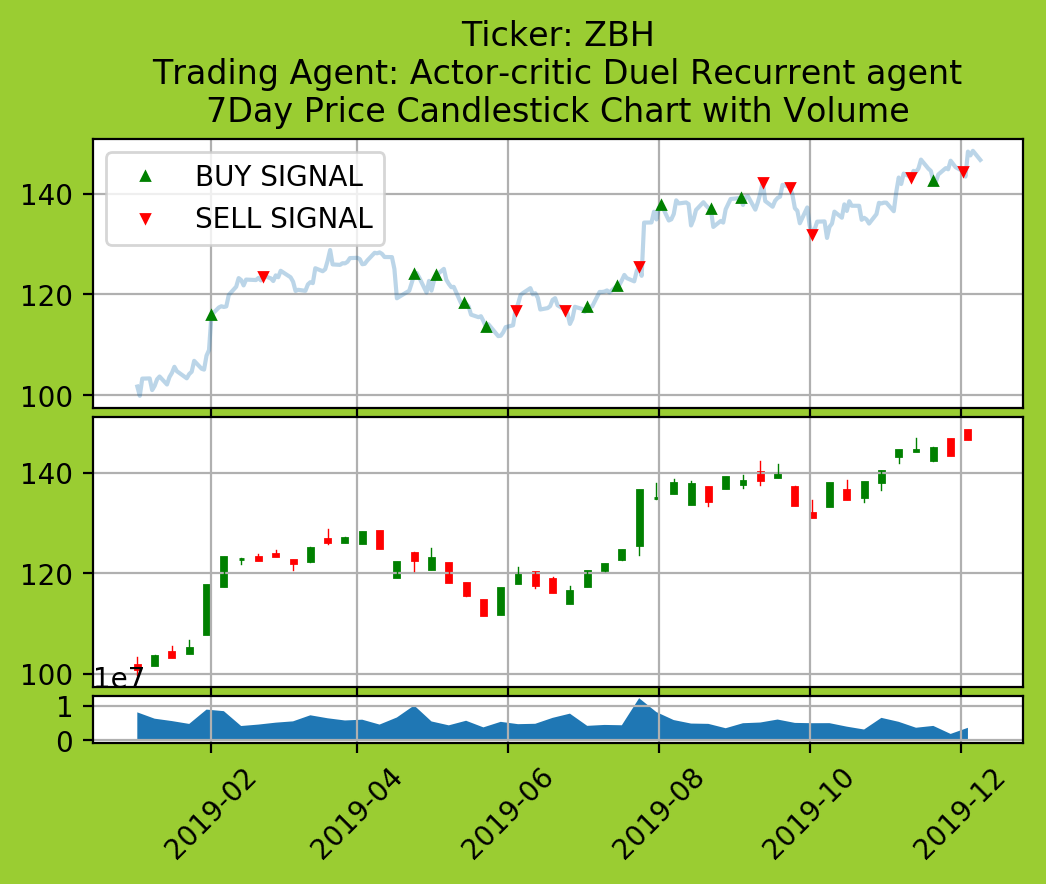 Ticker: ZBH
Trading Agent: Actor-critic Duel Recurrent agent
7Day Price Candlestick Chart with Volume
BUY SIGNAL
SELL SIGNAL
140
120
100
140
120
100
1e7
1
0
2019-02
2019-04
2019-06
2019-08
2019-10
2019-12